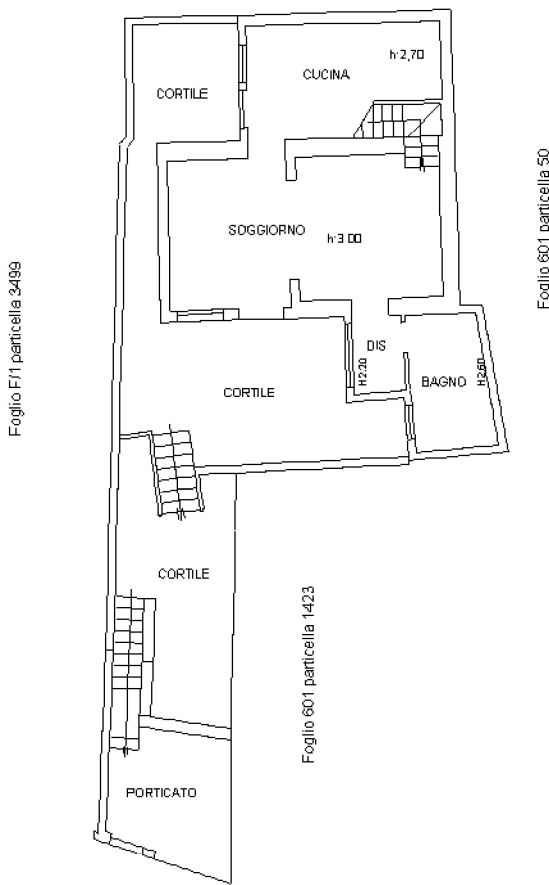 h:2,70
CUCINA
CORTILE
Foglio 601 particella 50
SOGGIORNO
h:3.00
Foglio F/1 particella 3499
DIS
H:2.20
BAGNO
H:2.60
CORTILE
CORTILE
Foglio 601 particella 1423
PORTICATO